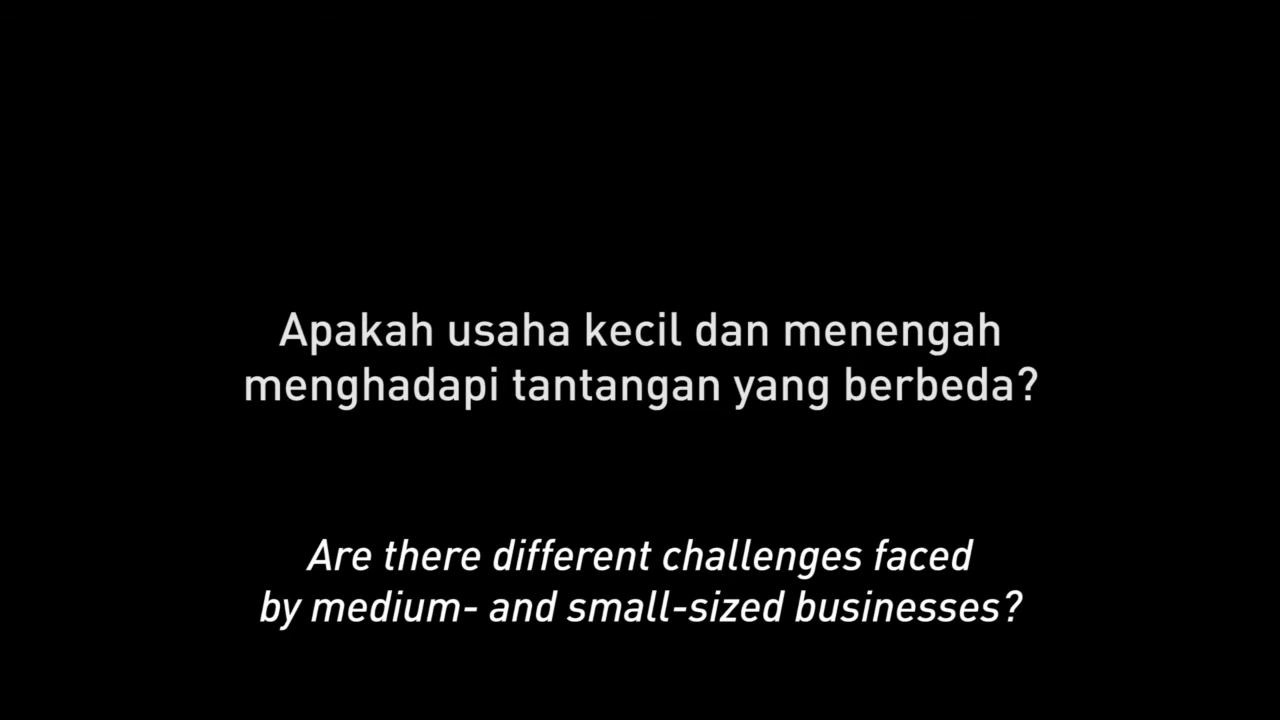 Apakah usaha kecil dan menengah
menghadapi tantangan yang berbeda?
Are there different challenges faced
by medium- and small-sized businesses?